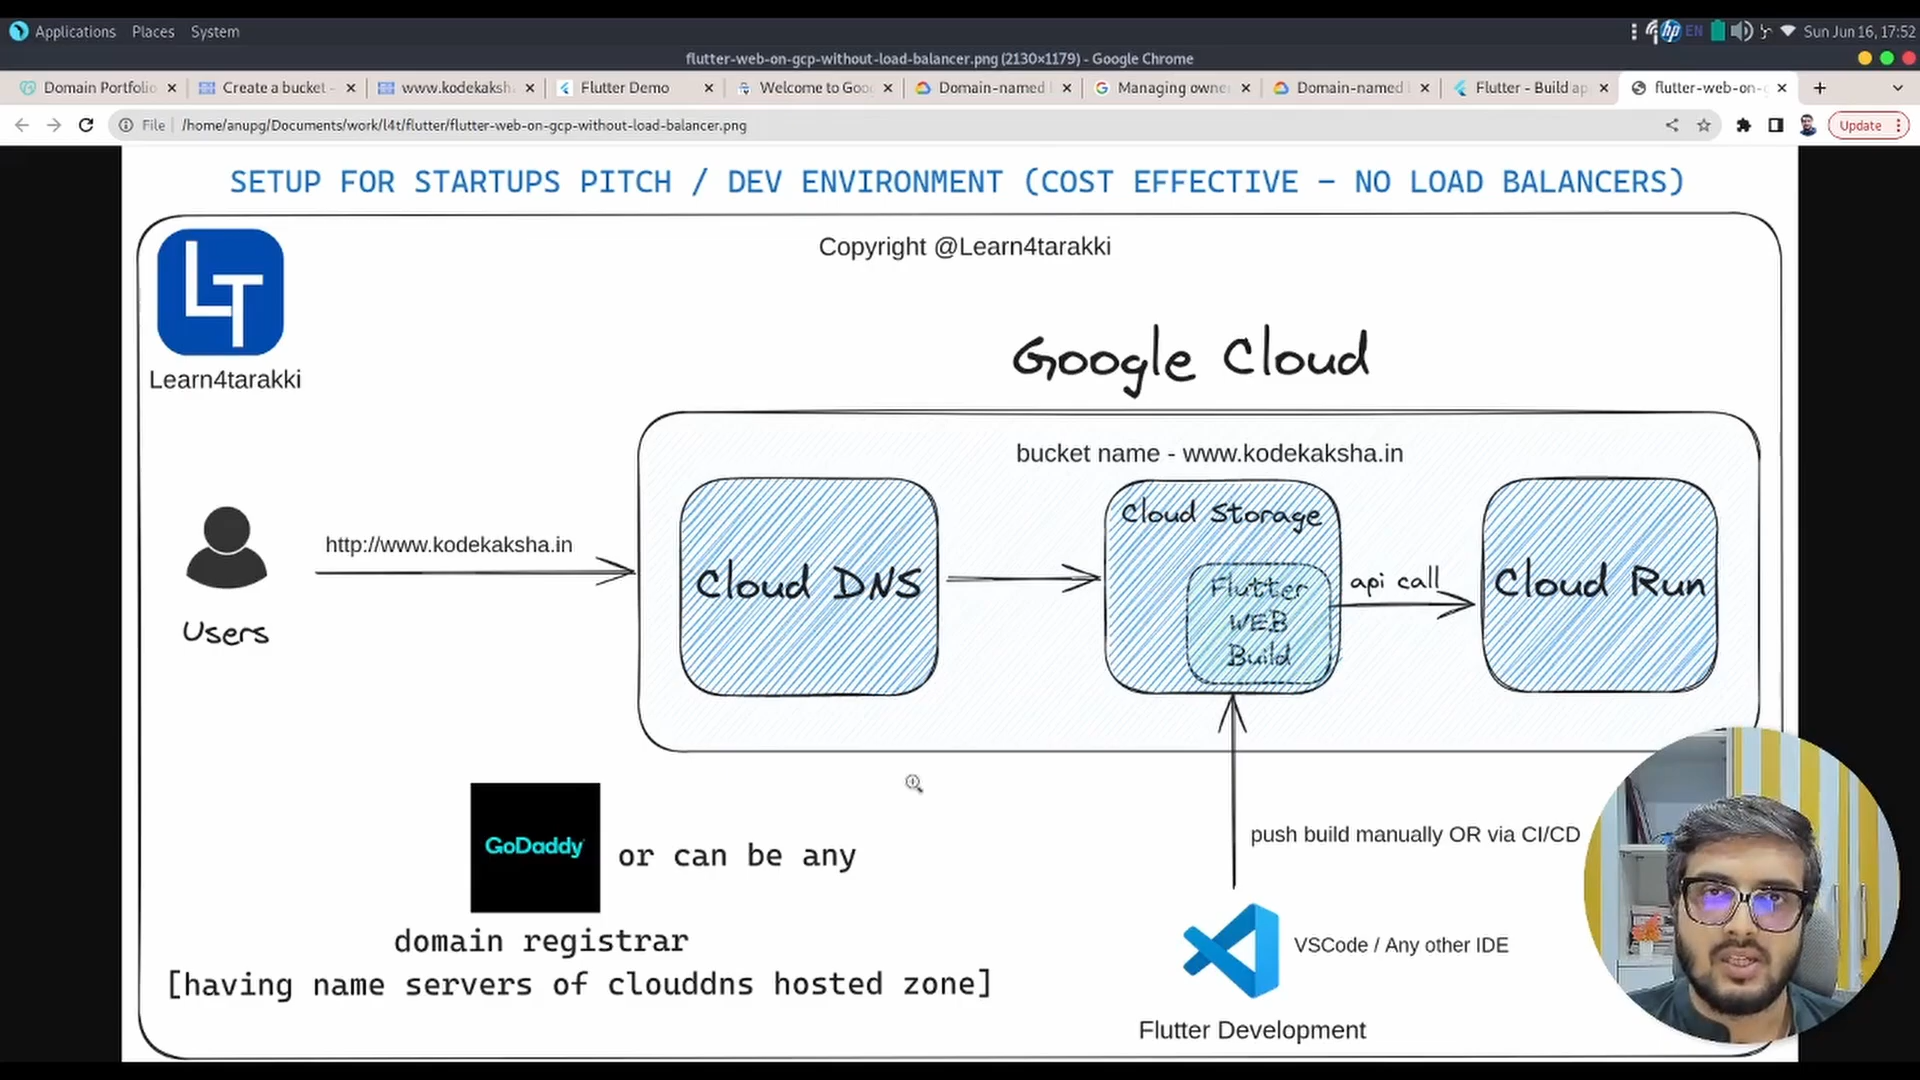 Applications Places System
EN Sun Jun 16, 17:52
flutter-web-on-gcp-without-load-balancer.png (2130×1179) - Google Chrome
Domain Portfolio
Create a bucket -
www.kodekaksh
Flutter Demo
Welcome to Goo
Domain-named
Managing owne
Domain-named
Flutter - Build ap
flutter-web-on-g
File /home/anupg/Documents/work/l4t/flutter/flutter-web-on-gcp-without-load-balancer.png
Update
SETUP FOR STARTUPS PITCH / DEV ENVIRONMENT (COST EFFECTIVE – NO LOAD BALANCERS)
Copyright @Learn4tarakki
LT
Learn4tarakki
Google Cloud
bucket name - www.kodekaksha.in
http://www.kodekaksha.in
Users
Cloud DNS
Cloud Storage
Flutter
WEB
Build
api call
Cloud Run
push build manually OR via CI/CD
GoDaddy
or can be any
domain registrar
[having name servers of clouddns hosted zone]
VSCode / Any other IDE
Flutter Development